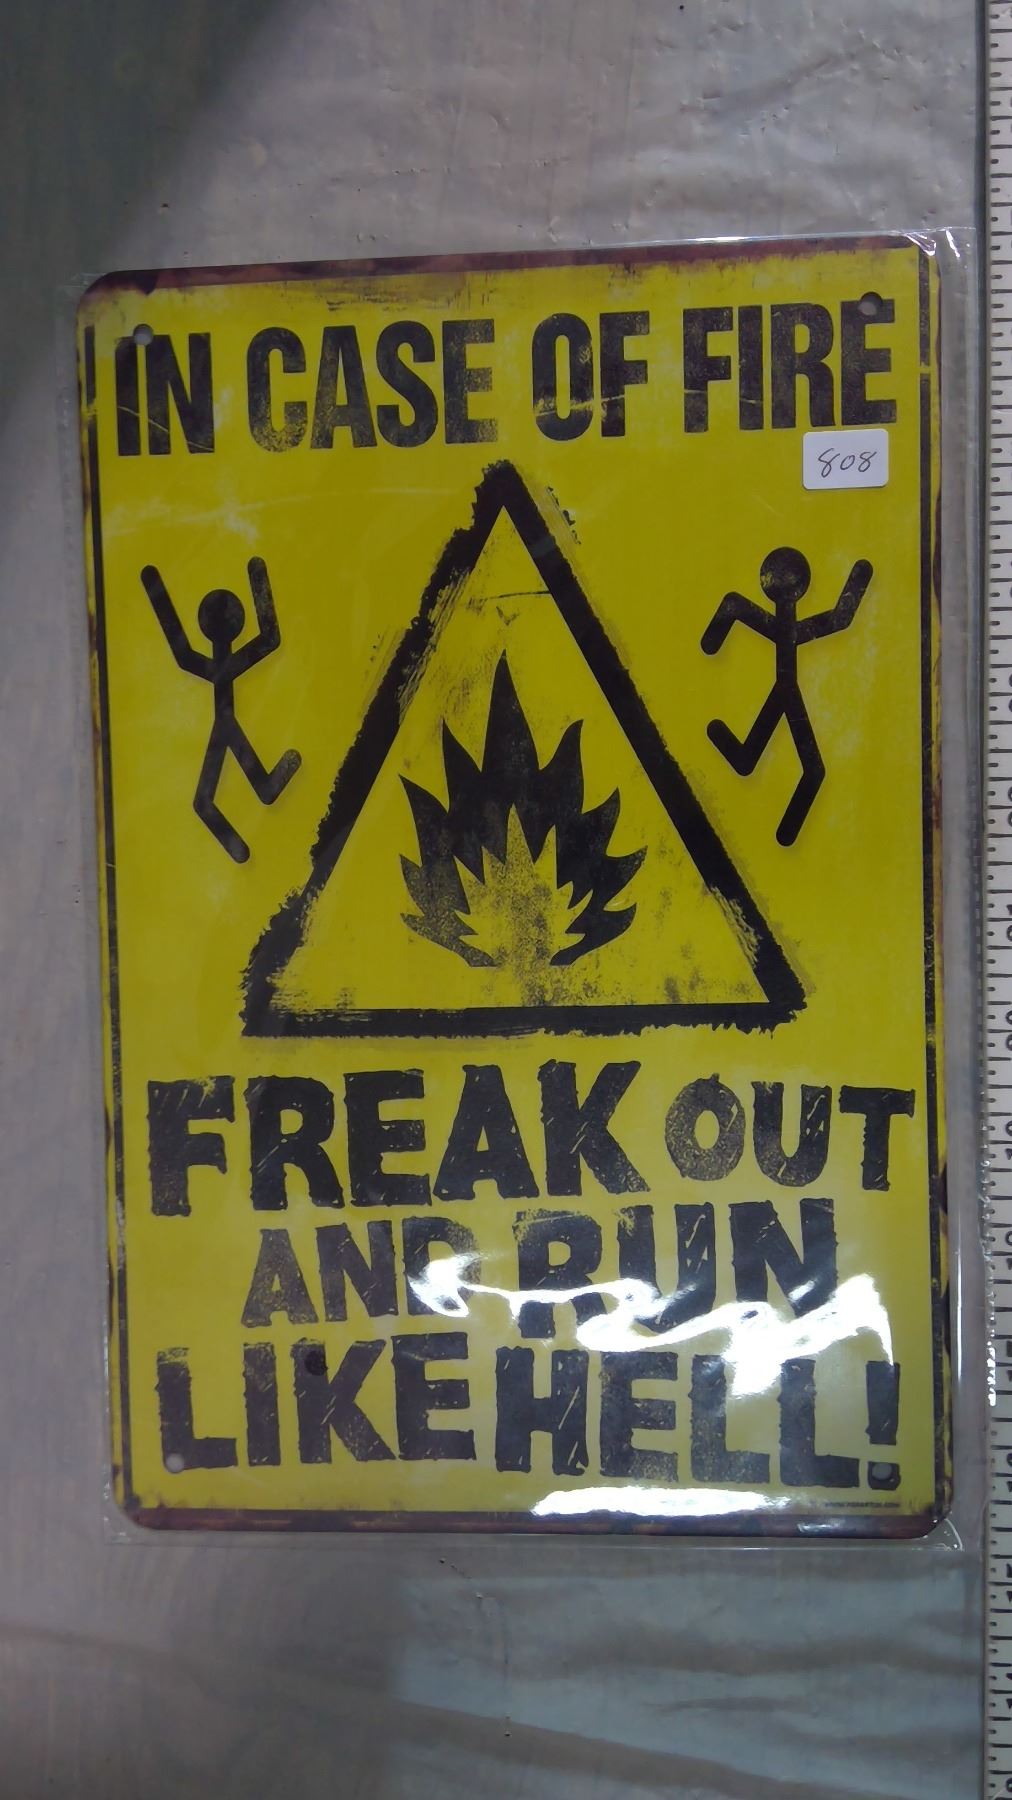 IN CASE OF FIRE
808
FREAK OUT
AND RUN
LIKE HELL!